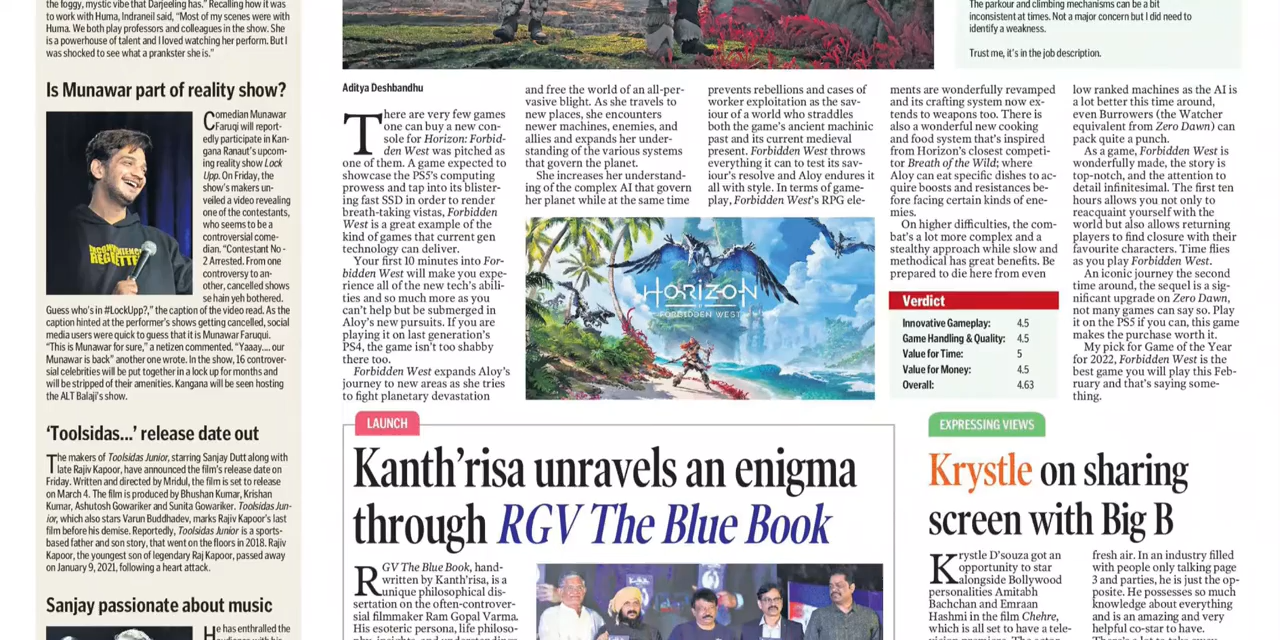 the foggy, mystic vibe that Darjeeling has.” Recalling how it was
to work with Huma, Indraneil said, “Most of my scenes were with
Huma. We both play professors and colleagues in the show. She
is a powerhouse of talent and I loved watching her perform. But I
was shocked to see what a prankster she is.”
Is Munawar part of reality show?
Comedian Munawar
Faruqi will report-
edly participate in Kan-
gana Ranaut’s upcom-
ing reality show Lock
Upp. On Friday, the
show’s makers un-
veiled a video revealing
one of the contestants,
who seems to be a
controversial come-
dian. “Contestant No -
2 Arrested. From one
controversy to an-
other, cancelled shows
se hain yeh bothered.
Guess who’s in #LockUpp?,” the caption of the video read. As the
caption hinted at the performer’s shows getting cancelled, social
media users were quick to guess that it is Munawar Faruqui.
“This is Munawar for sure,” a netizen commented. “Yaaay.... our
Munawar is back” another one wrote. In the show, 16 controver-
sial celebrities will be put together in a lock up for months and
will be stripped of their amenities. Kangana will be seen hosting
the ALT Balaji’s show.
‘Toolsidas...’ release date out
The makers of Toolsidas Junior, starring Sanjay Dutt along with
late Rajiv Kapoor, have announced the film’s release date on
Friday. Written and directed by Mridul, the film is set to release
on March 4. The film is produced by Bhushan Kumar, Krishan
Kumar, Ashutosh Gowariker and Sunita Gowariker. Toolsidas Jun-
ior, which also stars Varun Buddhadev, marks Rajiv Kapoor’s last
film before his demise. Reportedly, Toolsidas Junior is a sports-
based father and son story, that went on the floors in 2018. Rajiv
Kapoor, the youngest son of legendary Raj Kapoor, passed away
on January 9, 2021, following a heart attack.
Sanjay passionate about music
He has enthralled the
The parkour and climbing mechanisms can be a bit
inconsistent at times. Not a major concern but I did need to
identify a weakness.
Trust me, it’s in the job description.
Aditya Deshbandhu
There are very few games
one can buy a new con-
sole for Horizon: Forbid-
den West was pitched as
one of them. A game expected to
showcase the PS5’s computing
prowess and tap into its blister-
ing fast SSD in order to render
breath-taking vistas, Forbidden
West is a great example of the
kind of games that current gen
technology can deliver.
Your first 10 minutes into For-
bidden West will make you expe-
rience all of the new tech’s abili-
ties and so much more as you
can’t help but be submerged in
Aloy’s new pursuits. If you are
playing it on last generation’s
PS4, the game isn’t too shabby
there too.
Forbidden West expands Aloy’s
journey to new areas as she tries
to fight planetary devastation
and free the world of an all-per-
vasive blight. As she travels to
new places, she encounters
newer machines, enemies, and
allies and expands her under-
standing of the various systems
that govern the planet.
She increases her understand-
ing of the complex AI that govern
her planet while at the same time
prevents rebellions and cases of
worker exploitation as the sav-
iour of a world who straddles
both the game’s ancient machinic
past and its current medieval
present. Forbidden West throws
everything it can to test its sav-
iour’s resolve and Aloy endures it
all with style. In terms of game-
play, Forbidden West’s RPG ele-
HORIZON
FORBIDDEN WEST
ments are wonderfully revamped
and its crafting system now ex-
tends to weapons too. There is
also a wonderful new cooking
and food system that’s inspired
from Horizon’s closest competi-
tor Breath of the Wild; where
Aloy can eat specific dishes to ac-
quire boosts and resistances be-
fore facing certain kinds of ene-
mies.
On higher difficulties, the com-
bat’s a lot more complex and a
stealthy approach while slow and
methodical has great benefits. Be
prepared to die here from even
Verdict
Innovative Gameplay: 4.5
Game Handling & Quality: 4.5
Value for Time: 5
Value for Money: 4.5
Overall: 4.63
low ranked machines as the AI is
a lot better this time around,
even Burrowers (the Watcher
equivalent from Zero Dawn) can
pack quite a punch.
As a game, Forbidden West is
wonderfully made, the story is
top-notch, and the attention to
detail infinitesimal. The first ten
hours allows you not only to
reacquaint yourself with the
world but also allows returning
players to find closure with their
favourite characters. Time flies
as you play Forbidden West.
An iconic journey the second
time around, the sequel is a sig-
nificant upgrade on Zero Dawn,
not many games can say so. Play
it on the PS5 if you can, this game
makes the purchase worth it.
My pick for Game of the Year
for 2022, Forbidden West is the
best game you will play this Feb-
ruary and that’s saying some-
thing.
LAUNCH
Kanth’risa unravels an enigma
through RGV The Blue Book
RGV The Blue Book, hand-
written by Kanth’risa, is a
unique philosophical dis-
sertation on the often-controver-
sial filmmaker Ram Gopal Varma.
His esoteric persona, life philoso-
EXPRESSING VIEWS
Krystle on sharing
screen with Big B
Krystle D’souza got an
opportunity to star
alongside Bollywood
personalities Amitabh
Bachchan and Emraan
Hashmi in the film Chehre,
which is all set to have a tele-
fresh air. In an industry filled
with people only talking page
3 and parties, he is just the op-
posite. He possesses so much
knowledge about everything
and is an amazing and very
helpful co-star to have.